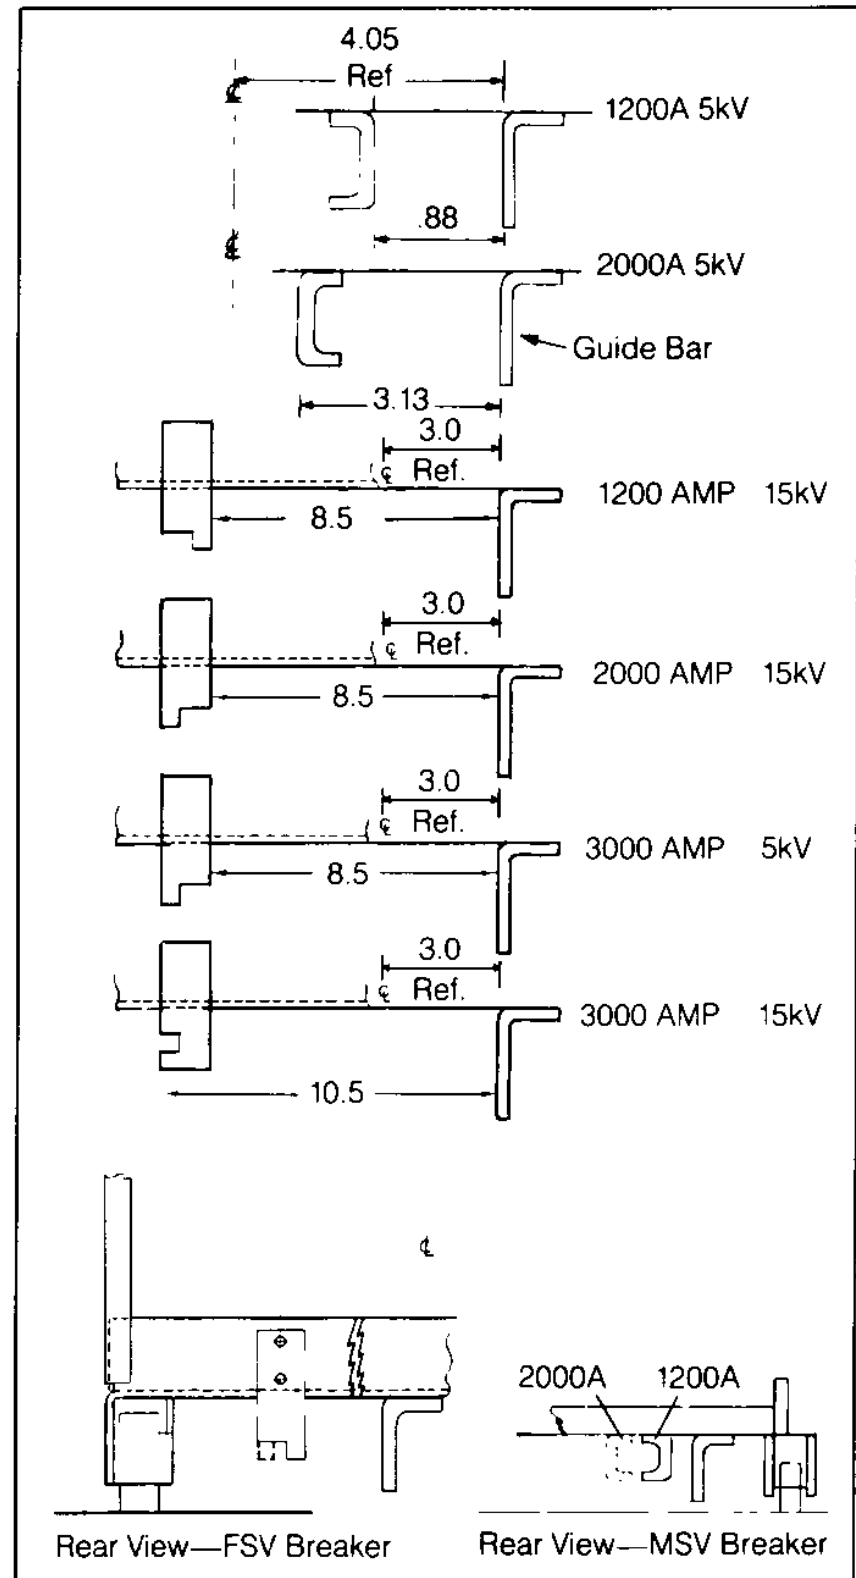 4.05
Ref
℄
1200A 5kV
.88
℄
2000A 5kV
Guide Bar
3.13
3.0
℄ Ref.
1200 AMP 15kV
8.5
3.0
℄ Ref.
2000 AMP 15kV
8.5
3.0
℄ Ref.
3000 AMP 5kV
8.5
3.0
℄ Ref.
3000 AMP 15kV
10.5
℄
2000A 1200A
Rear View—FSV Breaker
Rear View—MSV Breaker